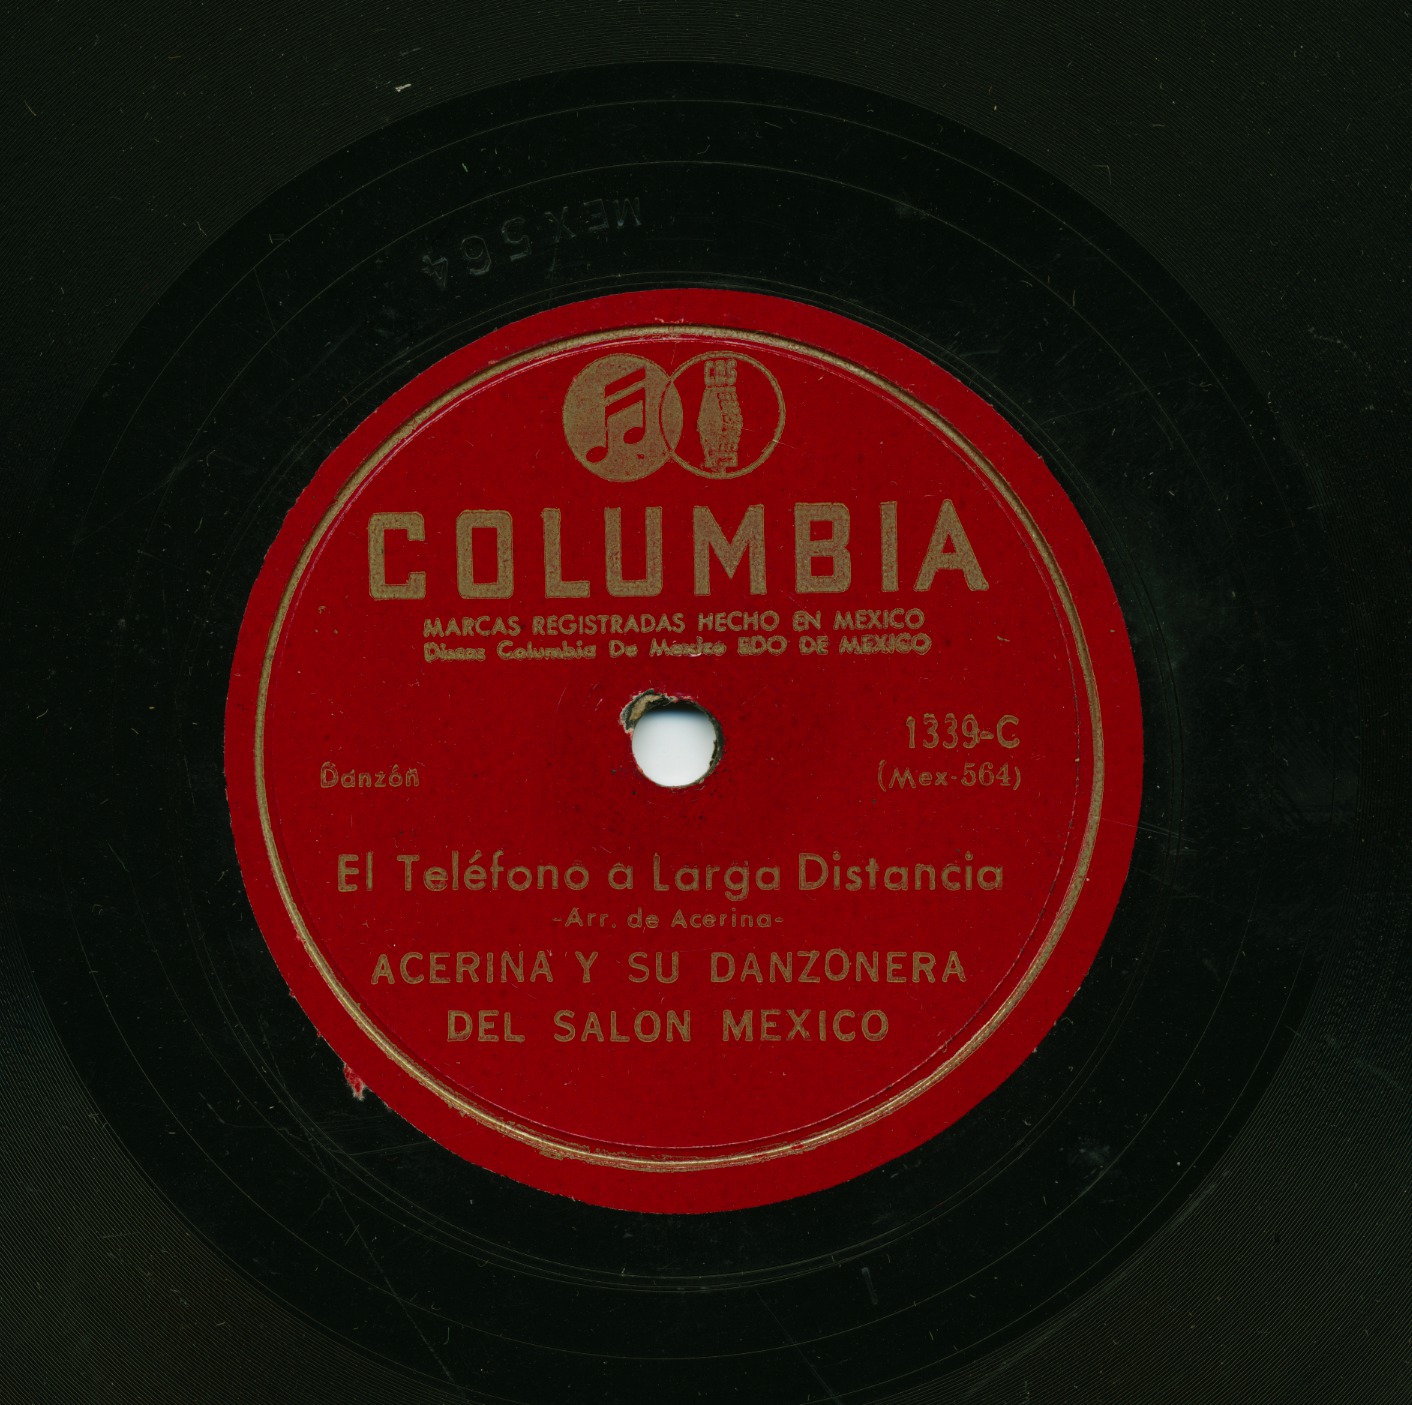 MEX564
CBS
COLUMBIA
MARCAS REGISTRADAS HECHO EN MEXICO
Discos Columbia De Mexico EDO DE MEXICO
1339-C
Danzón
(Mex-564)
El Teléfono a Larga Distancia
-Arr. de Acerina-
ACERINA Y SU DANZONERA
DEL SALON MEXICO